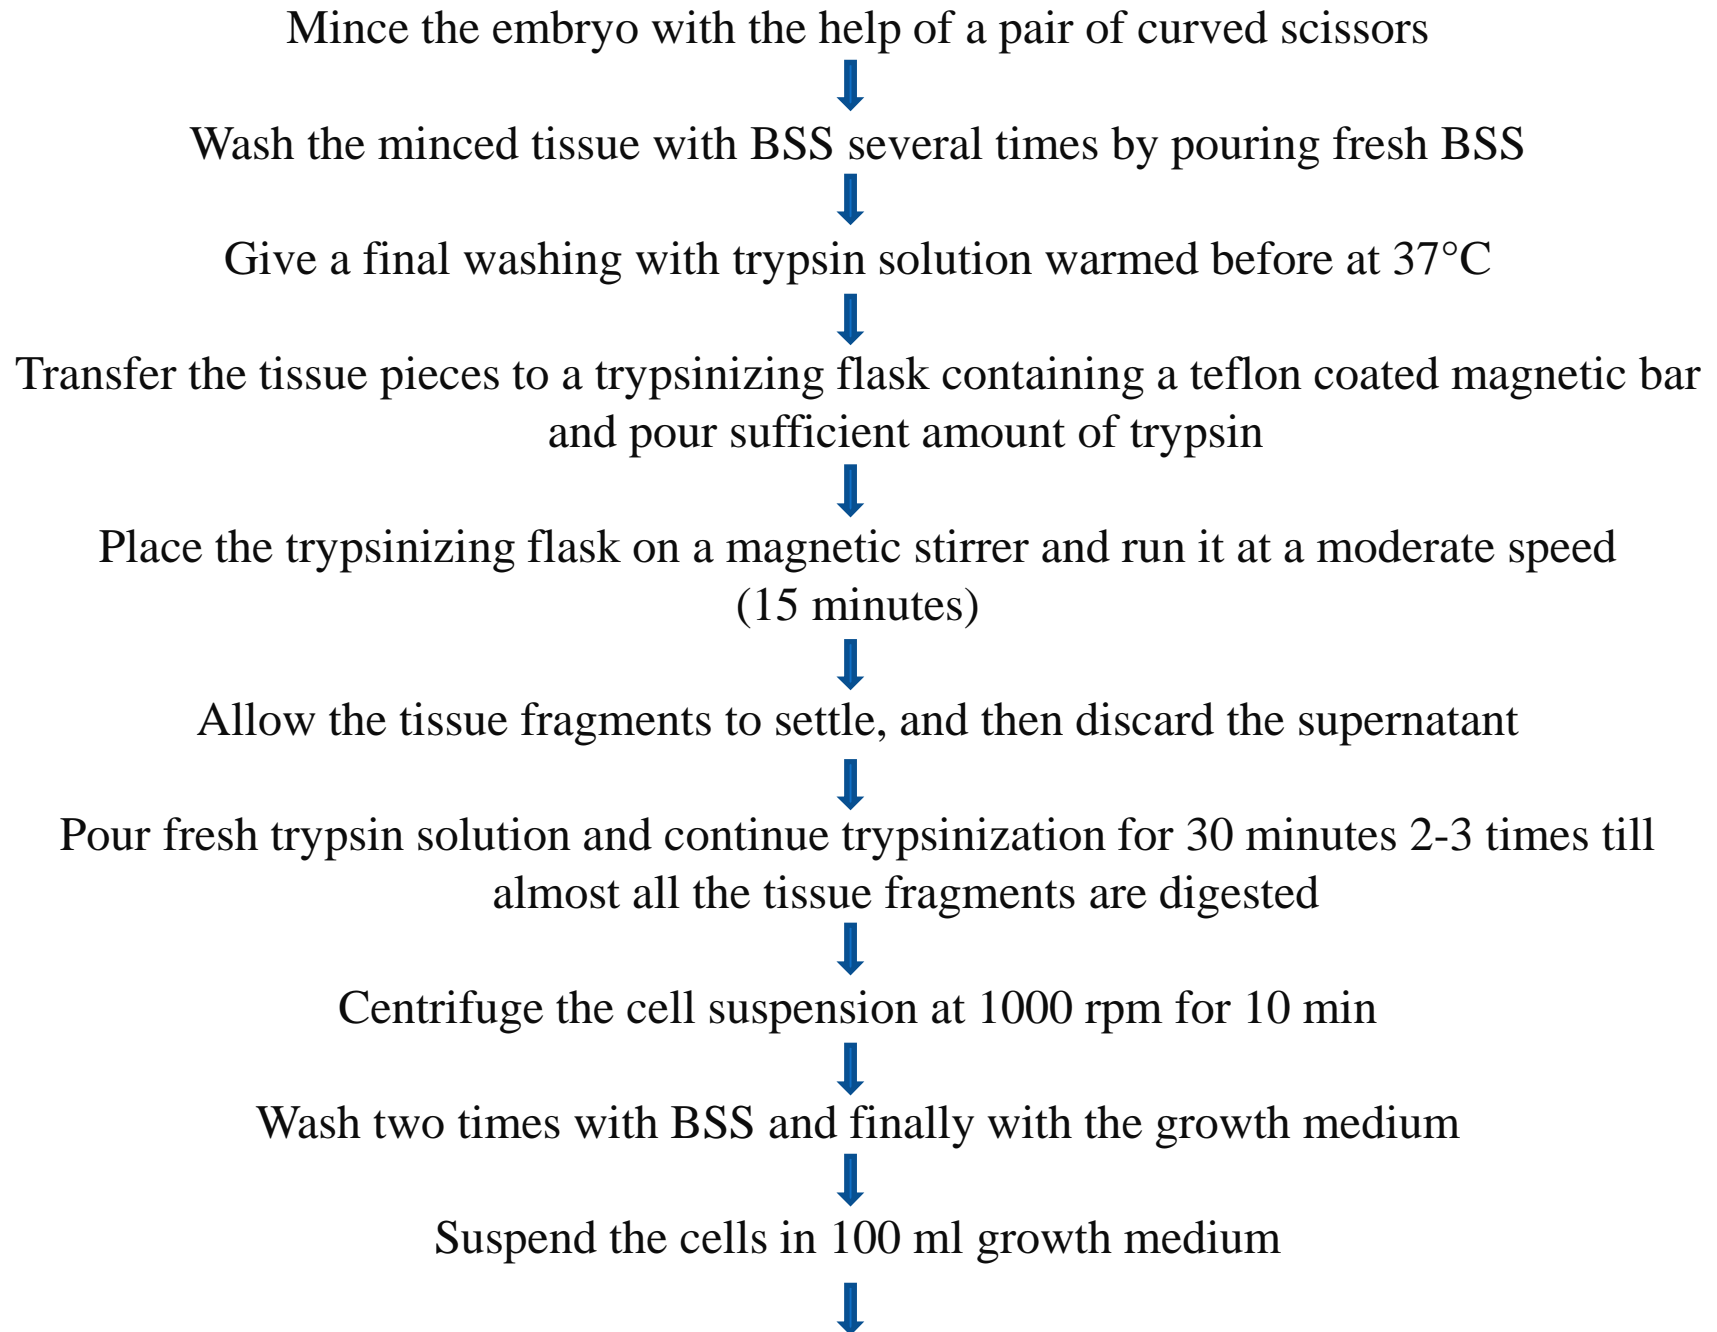 Mince the embryo with the help of a pair of curved scissors
Wash the minced tissue with BSS several times by pouring fresh BSS
Give a final washing with trypsin solution warmed before at 37°C
Transfer the tissue pieces to a trypsinizing flask containing a teflon coated magnetic bar
and pour sufficient amount of trypsin
Place the trypsinizing flask on a magnetic stirrer and run it at a moderate speed
(15 minutes)
Allow the tissue fragments to settle, and then discard the supernatant
Pour fresh trypsin solution and continue trypsinization for 30 minutes 2-3 times till
almost all the tissue fragments are digested
Centrifuge the cell suspension at 1000 rpm for 10 min
Wash two times with BSS and finally with the growth medium
Suspend the cells in 100 ml growth medium